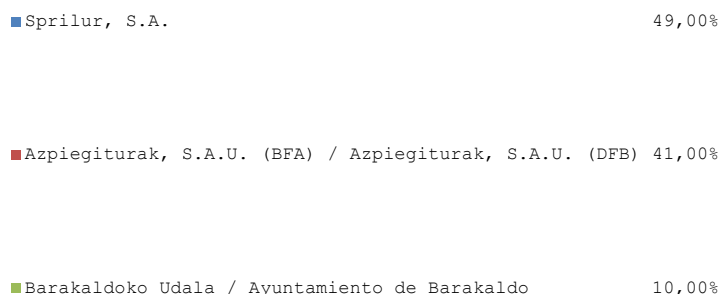 Sprilur, S.A. 49,00%
Azpiegiturak, S.A.U. (BFA) / Azpiegiturak, S.A.U. (DFB) 41,00%
Barakaldoko Udala / Ayuntamiento de Barakaldo 10,00%